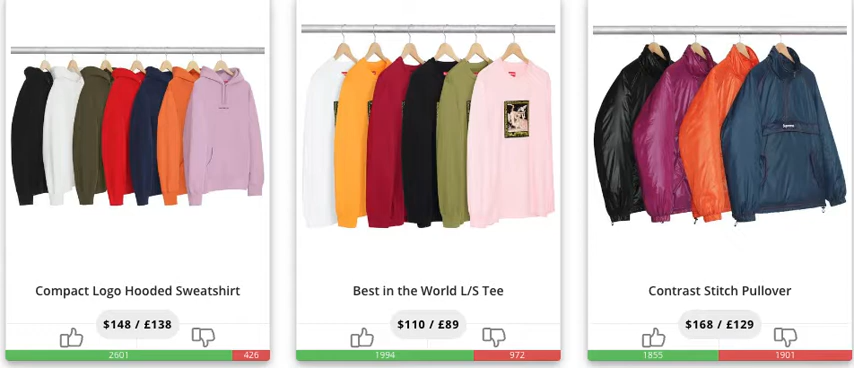 Compact Logo Hooded Sweatshirt
$148 / £138
2601
426
Best in the World L/S Tee
$110 / £89
1994
972
Supreme
Contrast Stitch Pullover
$168 / £129
1855
1901